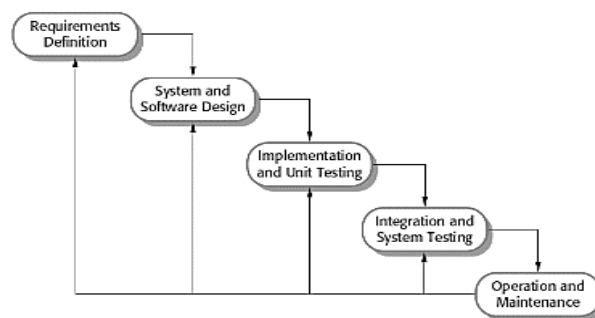 Requirements
Definition
System and
Software Design
Implementation
and Unit Testing
Integration and
System Testing
Operation and
Maintenance